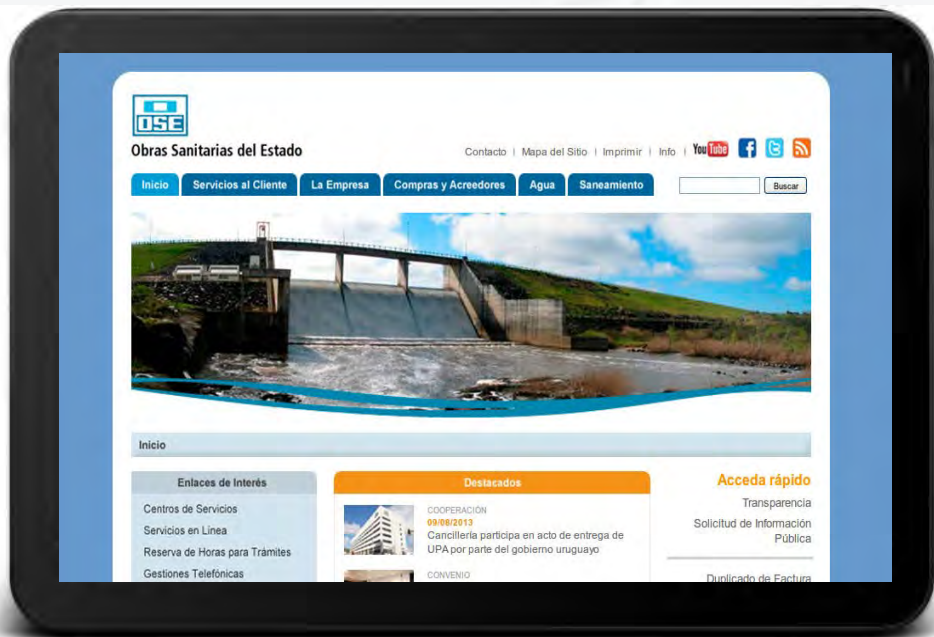 OSE
Obras Sanitarias del Estado
Contacto | Mapa del Sitio | Imprimir | Info | YouTube
Inicio Servicios al Cliente La Empresa Compras y Acreedores Agua Saneamiento Buscar
Inicio
Enlaces de Interés
Centros de Servicios
Servicios en Linea
Reserva de Horas para Trámites
Gestiones Telefónicas
Destacados
COOPERACIÓN
09/08/2013
Cancillería participa en acto de entrega de
UPA por parte del gobierno uruguayo
CONVENIO
Acceda rápido
Transparencia
Solicitud de Información
Pública
Duplicado de Factura